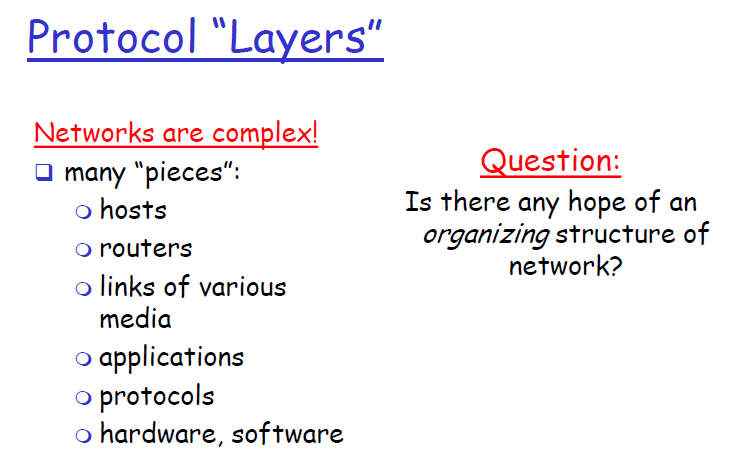 Protocol “Layers”
Networks are complex!
many “pieces”:
hosts
routers
links of various
media
applications
protocols
hardware, software
Question:
Is there any hope of an
organizing structure of
network?